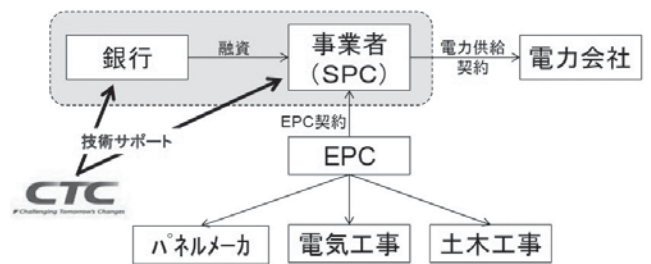 銀行
融資
事業者
(SPC)
電力供給
契約
電力会社
技術サポート
EPC契約
EPC
CTC
Challenging Tomorrow's Changes
パネルメーカ
電気工事
土木工事